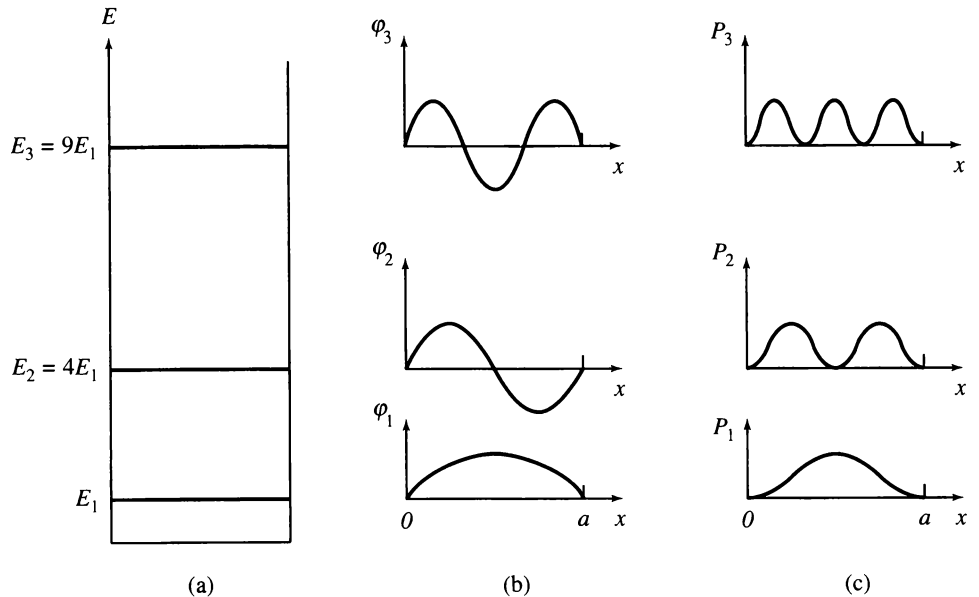 E
E₃ = 9E₁
E₂ = 4E₁
E₁
(a)
φ₃
x
φ₂
x
φ₁
0
a
x
(b)
P₃
x
P₂
x
P₁
0
a
x
(c)